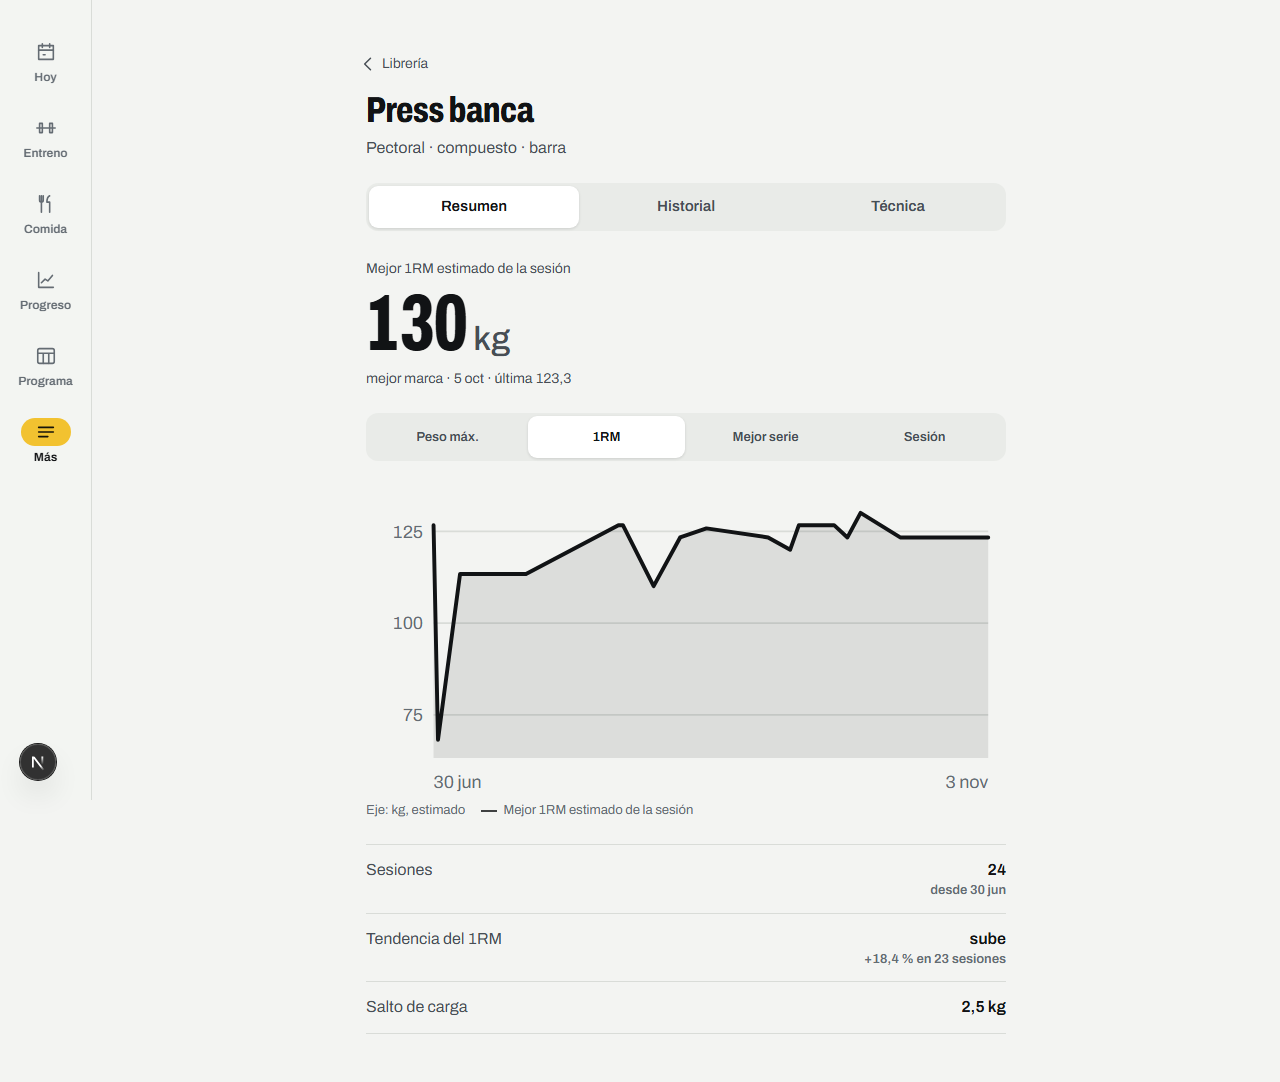 Hoy
Entreno
Comida
Progreso
Programa
Más
N
Librería
Press banca
Pectoral · compuesto · barra
Resumen Historial Técnica
Mejor 1RM estimado de la sesión
130 kg
mejor marca · 5 oct · última 123,3
Peso máx. 1RM Mejor serie Sesión
125
100
75
30 jun 3 nov
Eje: kg, estimado Mejor 1RM estimado de la sesión
Sesiones 24
desde 30 jun
Tendencia del 1RM sube
+18,4 % en 23 sesiones
Salto de carga 2,5 kg